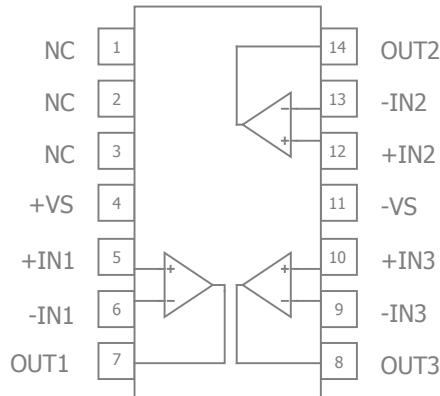 NC 1 14 OUT2
NC 2 13 -IN2
NC 3 12 +IN2
+VS 4 11 -VS
+IN1 5 10 +IN3
-IN1 6 9 -IN3
OUT1 7 8 OUT3